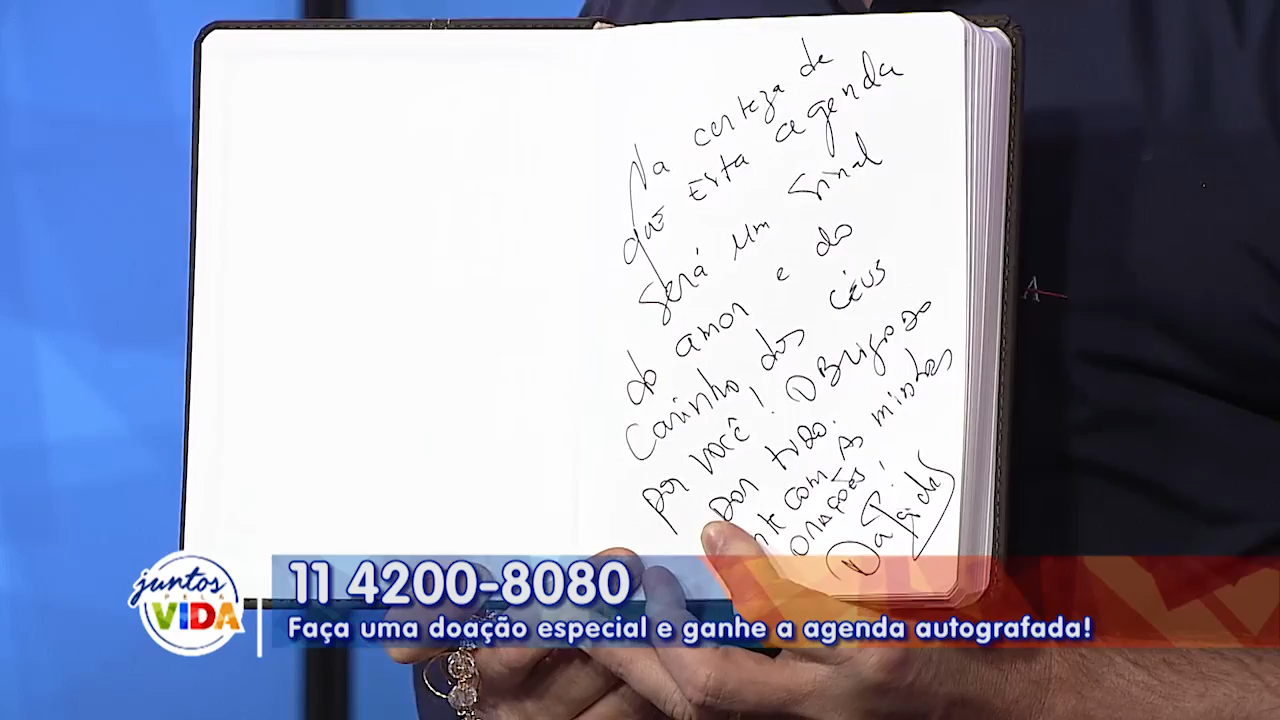 Na certeza de
que Esta agenda
Será um Sinal
do amor e do
Carinho dos céus
por você! OBrigado
por tudo.
com As minhas
orações!
juntos
PELA
VIDA
11 4200-8080
Faça uma doação especial e ganhe a agenda autografada!